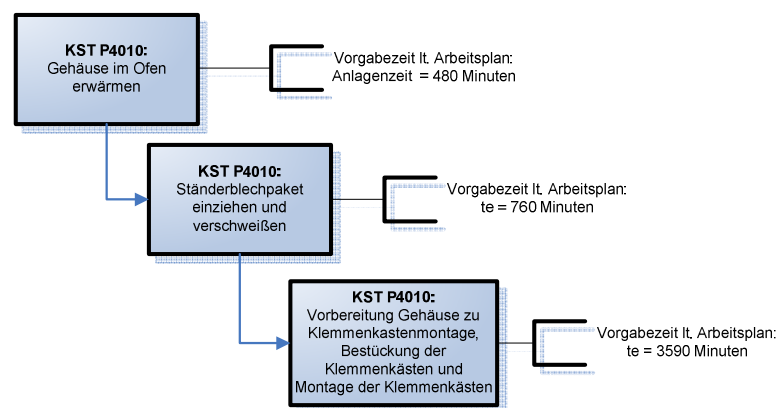 KST P4010:
Gehäuse im Ofen
erwärmen
Vorgabezeit lt. Arbeitsplan:
Anlagenzeit = 480 Minuten
KST P4010:
Ständerblechpaket
einziehen und
verschweißen
Vorgabezeit lt. Arbeitsplan:
te = 760 Minuten
KST P4010:
Vorbereitung Gehäuse zu
Klemmenkastenmontage,
Bestückung der
Klemmenkästen und
Montage der Klemmenkästen
Vorgabezeit lt. Arbeitsplan:
te = 3590 Minuten